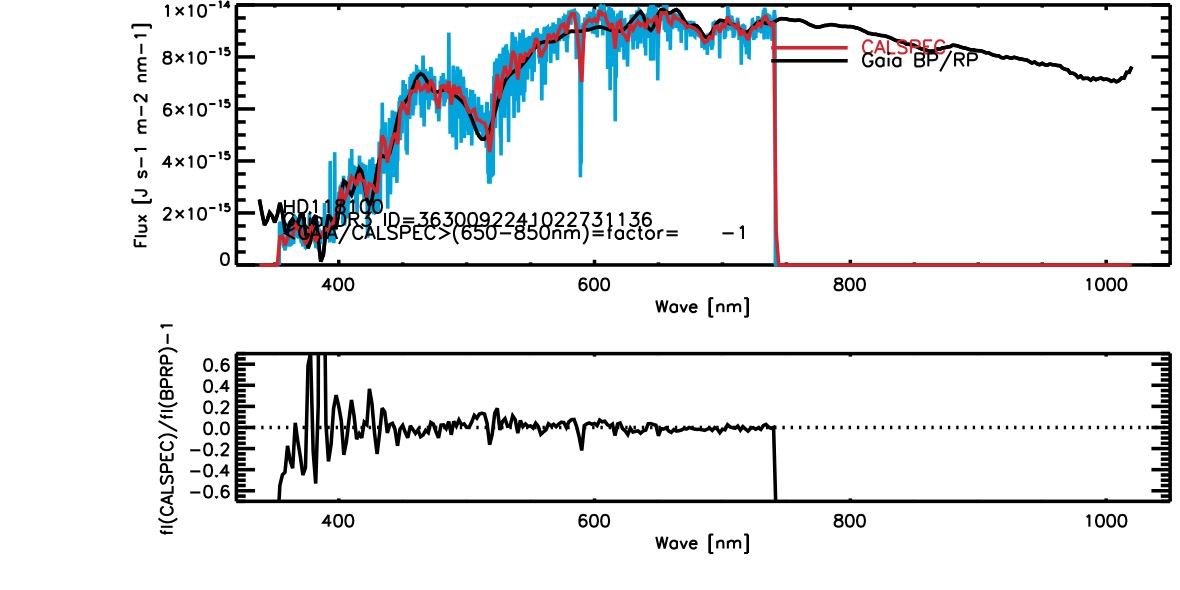 1×10−14
8×10−15
6×10−15
4×10−15
2×10−15
0
Flux [J s−1 m−2 nm−1]
CALSPEC
Gaia BP/RP
HD118100
Gaia DR3 ID=3630092241022731136
<GAIA/CALSPEC>(650−850nm)=factor= −1
400 600 800 1000
Wave [nm]
0.6
0.4
0.2
0.0
−0.2
−0.4
−0.6
fl(CALSPEC)/fl(BPRP)−1
400 600 800 1000
Wave [nm]